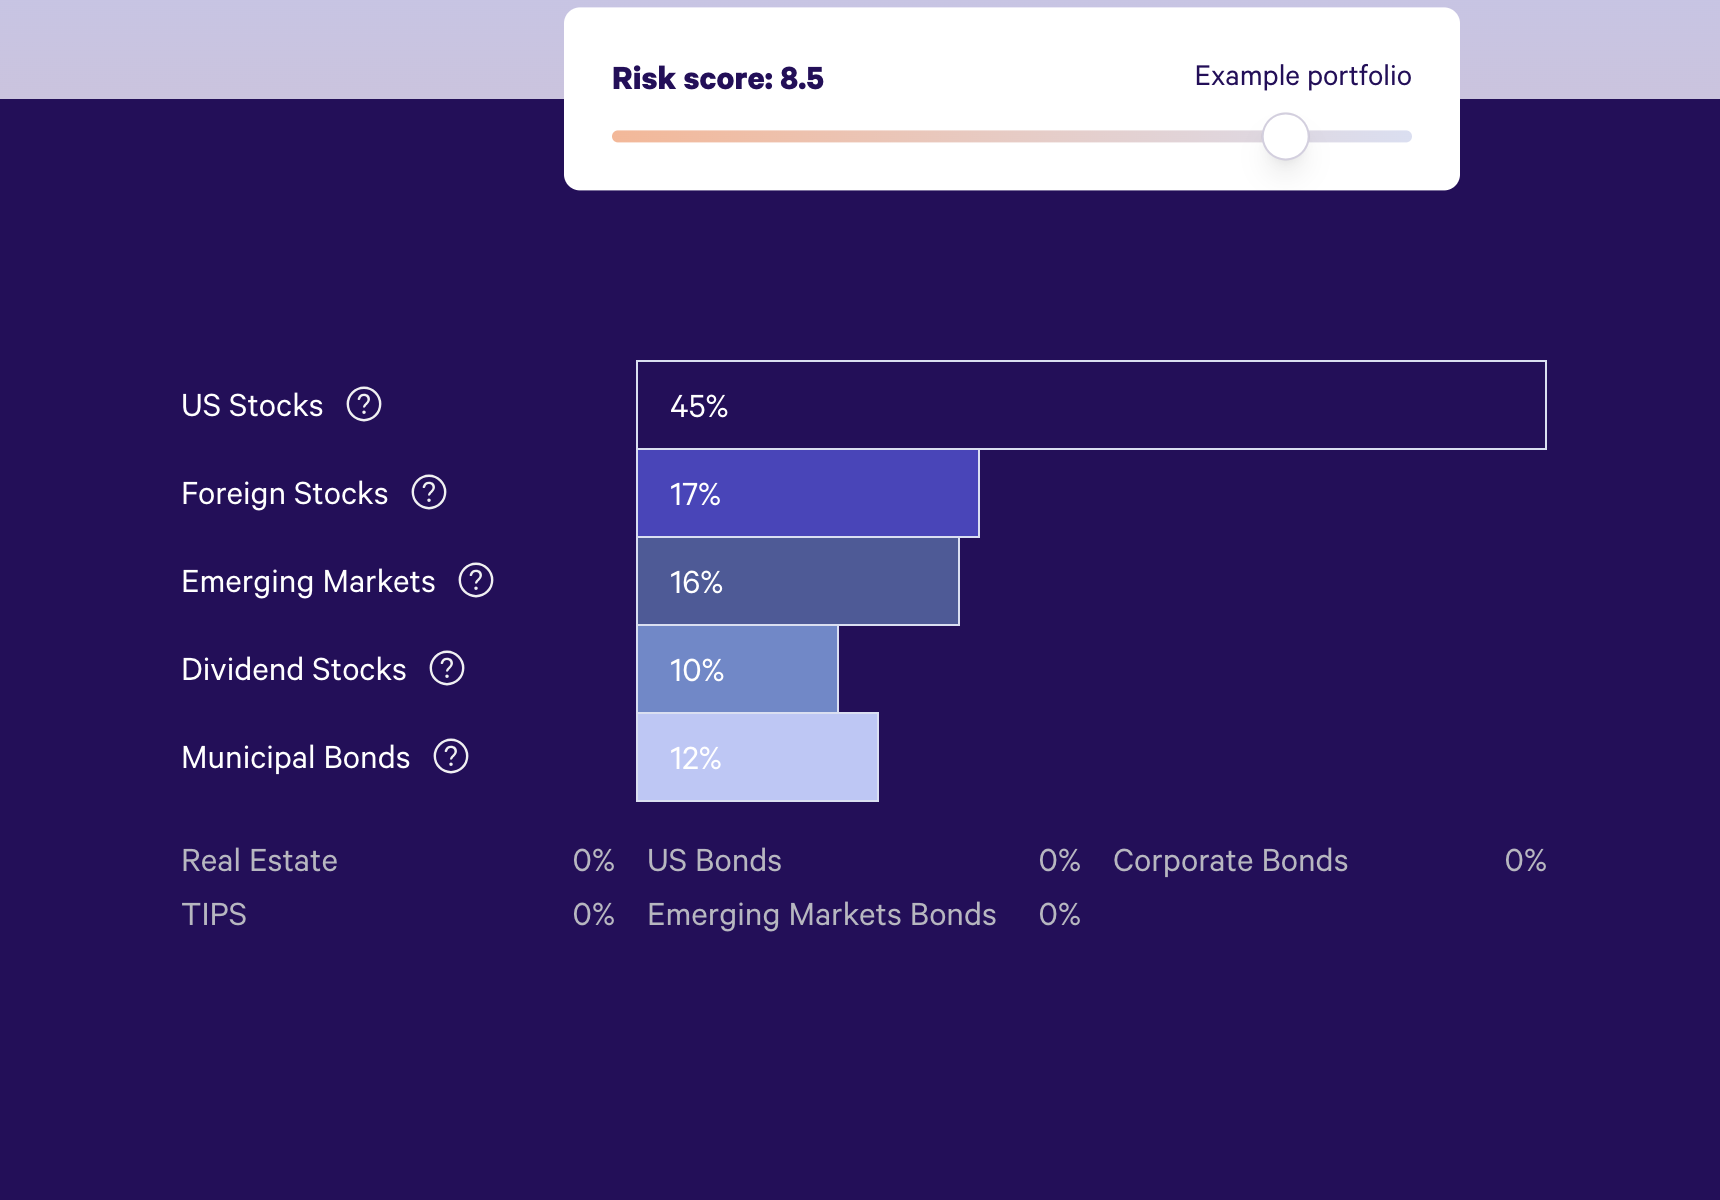 Risk score: 8.5 Example portfolio
US Stocks ? 45%
Foreign Stocks ? 17%
Emerging Markets ? 16%
Dividend Stocks ? 10%
Municipal Bonds ? 12%
Real Estate 0% US Bonds 0% Corporate Bonds 0%
TIPS 0% Emerging Markets Bonds 0%